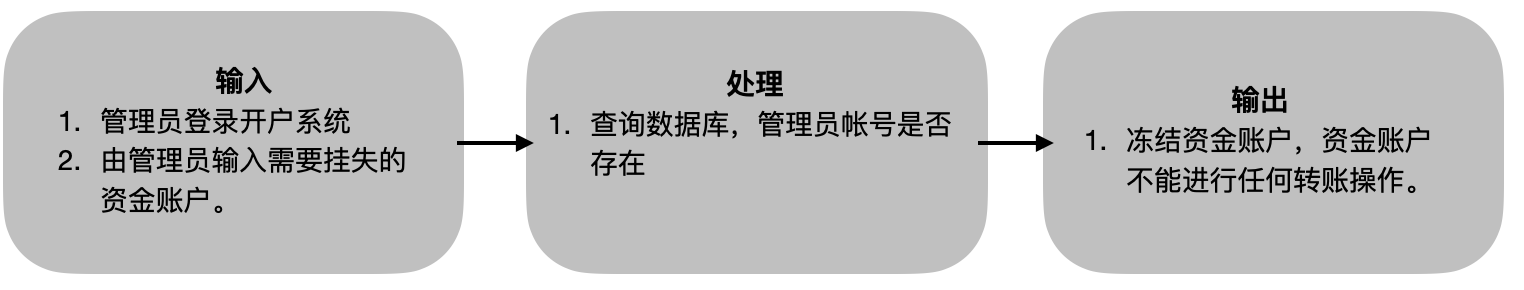 输入
1. 管理员登录开户系统
2. 由管理员输入需要挂失的
资金账户。
处理
1. 查询数据库，管理员帐号是否
存在
输出
1. 冻结资金账户，资金账户
不能进行任何转账操作。